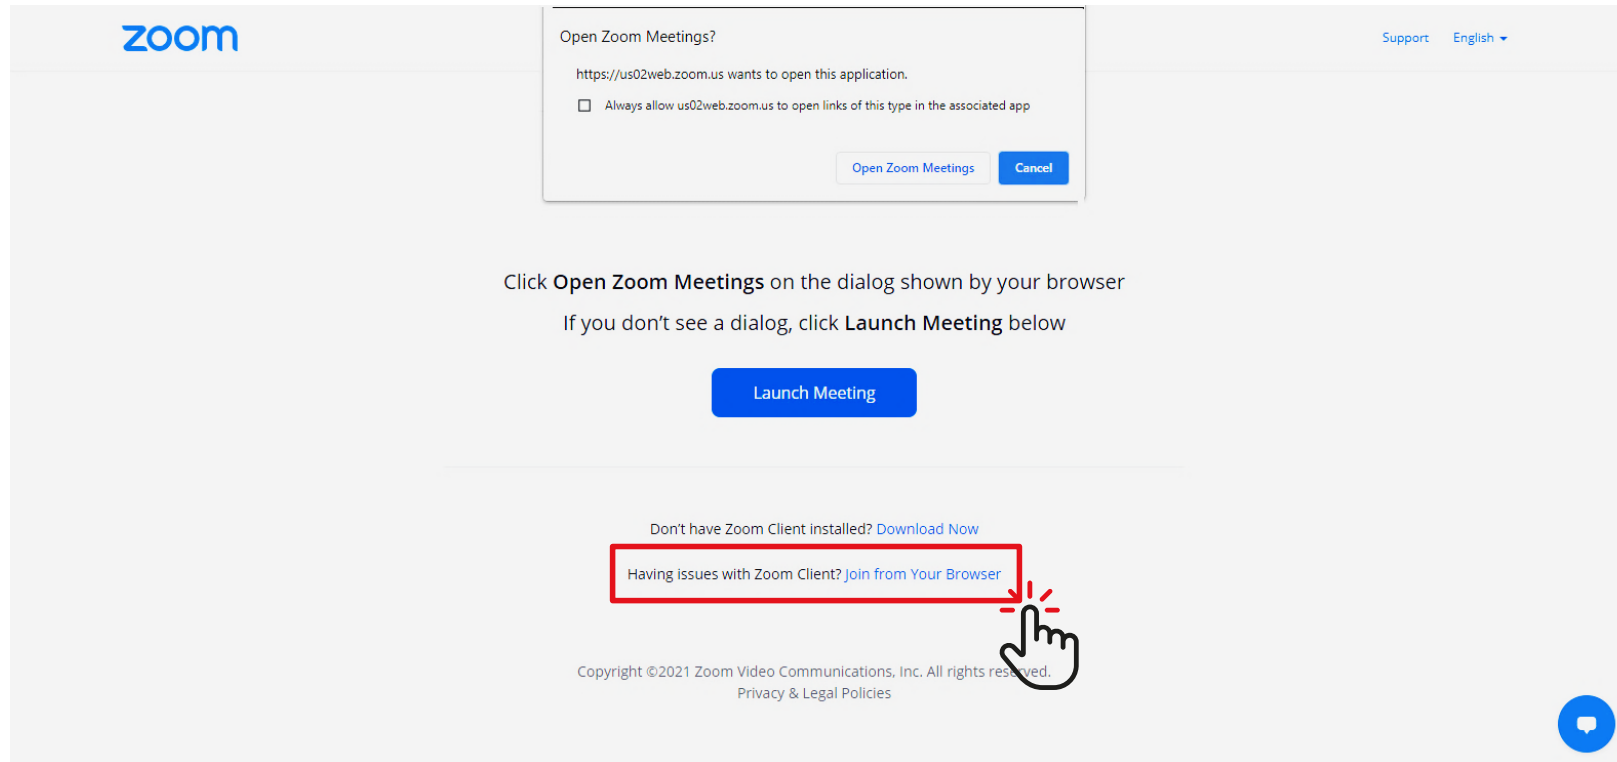 zoom
Open Zoom Meetings?
https://us02web.zoom.us wants to open this application.
Always allow us02web.zoom.us to open links of this type in the associated app
Open Zoom Meetings
Cancel
Support
English
Click Open Zoom Meetings on the dialog shown by your browser
If you don't see a dialog, click Launch Meeting below
Launch Meeting
Don't have Zoom Client installed? Download Now
Having issues with Zoom Client? Join from Your Browser
Copyright ©2021 Zoom Video Communications, Inc. All rights reserved.
Privacy & Legal Policies